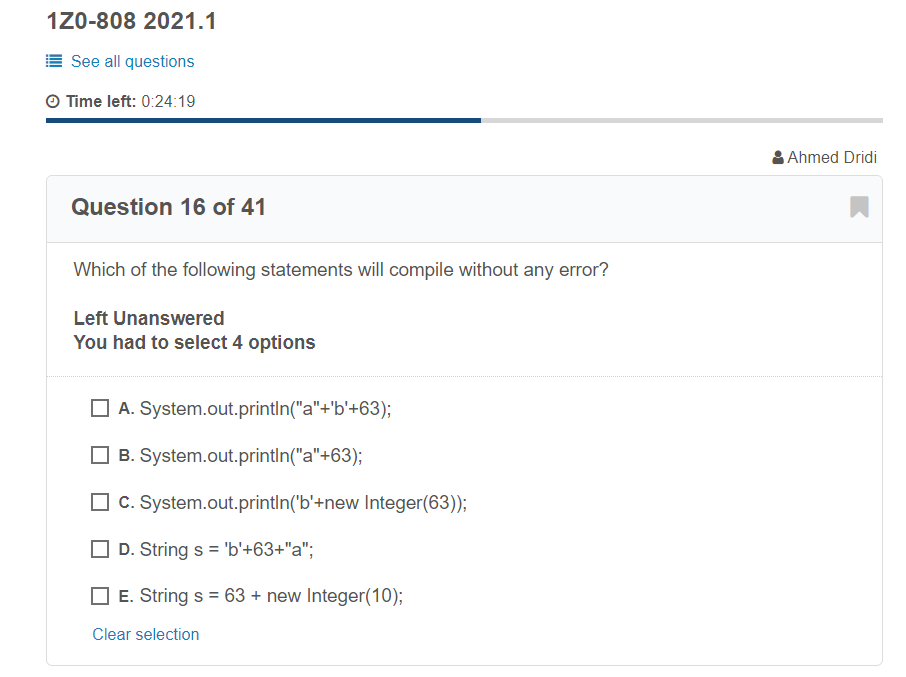 1Z0-808 2021.1
See all questions
Time left: 0:24:19
Ahmed Dridi
Question 16 of 41
Which of the following statements will compile without any error?
Left Unanswered
You had to select 4 options
A. System.out.println("a"+'b'+63);
B. System.out.println("a"+63);
C. System.out.println('b'+new Integer(63));
D. String s = 'b'+63+"a";
E. String s = 63 + new Integer(10);
Clear selection